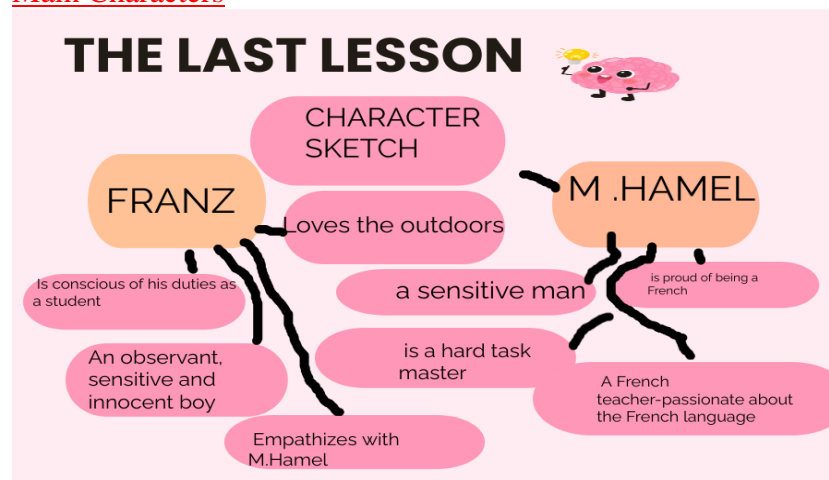 Main Characters
THE LAST LESSON
CHARACTER
SKETCH
FRANZ
M .HAMEL
Loves the outdoors
Is conscious of his duties as
a student
An observant,
sensitive and
innocent boy
Empathizes with
M.Hamel
a sensitive man
is proud of being a
French
is a hard task
master
A French
teacher-passionate about
the French language